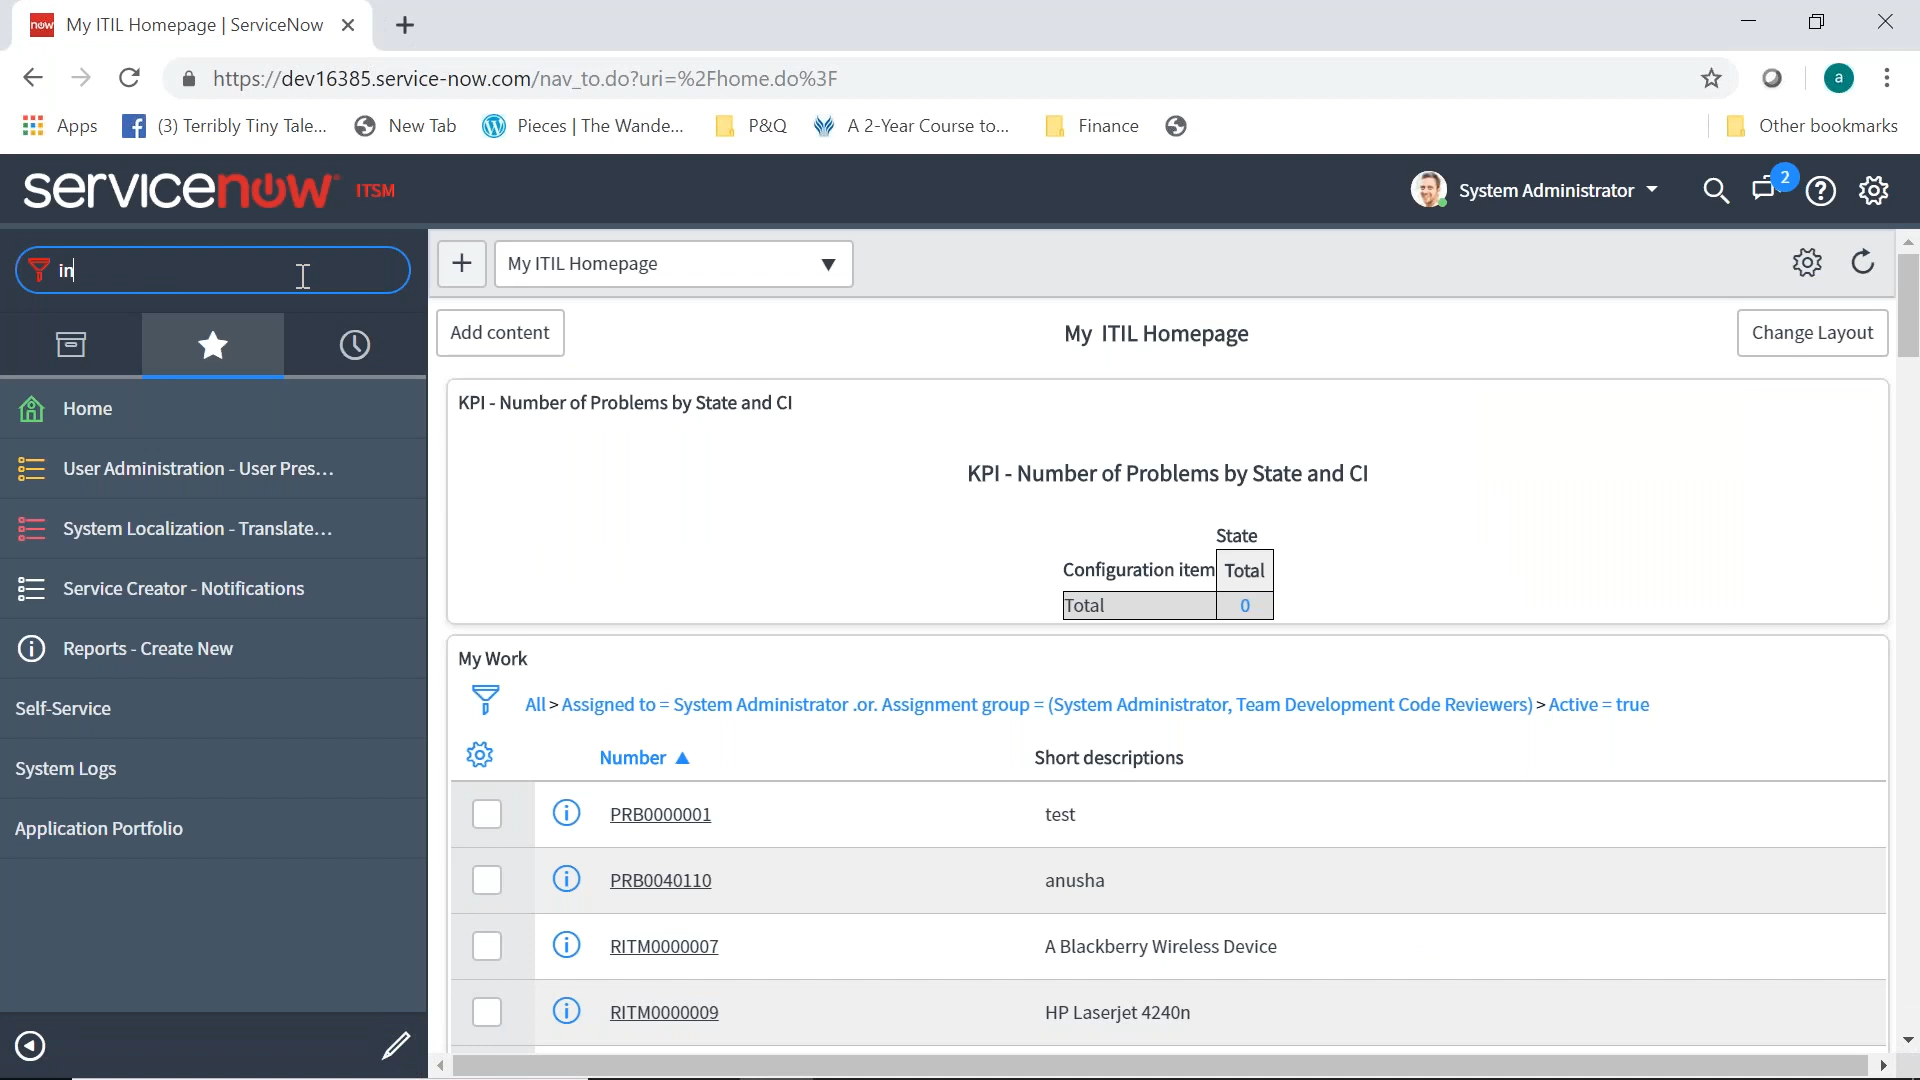 now My ITIL Homepage | ServiceNow
https://dev16385.service-now.com/nav_to.do?uri=%2Fhome.do%3F
a
Apps
(3) Terribly Tiny Tale...
New Tab
Pieces | The Wande...
P&Q
A 2-Year Course to...
Finance
Other bookmarks
servicenow ITSM
System Administrator
2
in
My ITIL Homepage
Add content
My ITIL Homepage
Change Layout
Home
User Administration - User Pres...
System Localization - Translate...
Service Creator - Notifications
Reports - Create New
Self-Service
System Logs
Application Portfolio
KPI - Number of Problems by State and CI
KPI - Number of Problems by State and CI
State
Configuration item Total
Total 0
My Work
All > Assigned to = System Administrator .or. Assignment group = (System Administrator, Team Development Code Reviewers) > Active = true
Number Short descriptions
PRB0000001 test
PRB0040110 anusha
RITM0000007 A Blackberry Wireless Device
RITM0000009 HP Laserjet 4240n